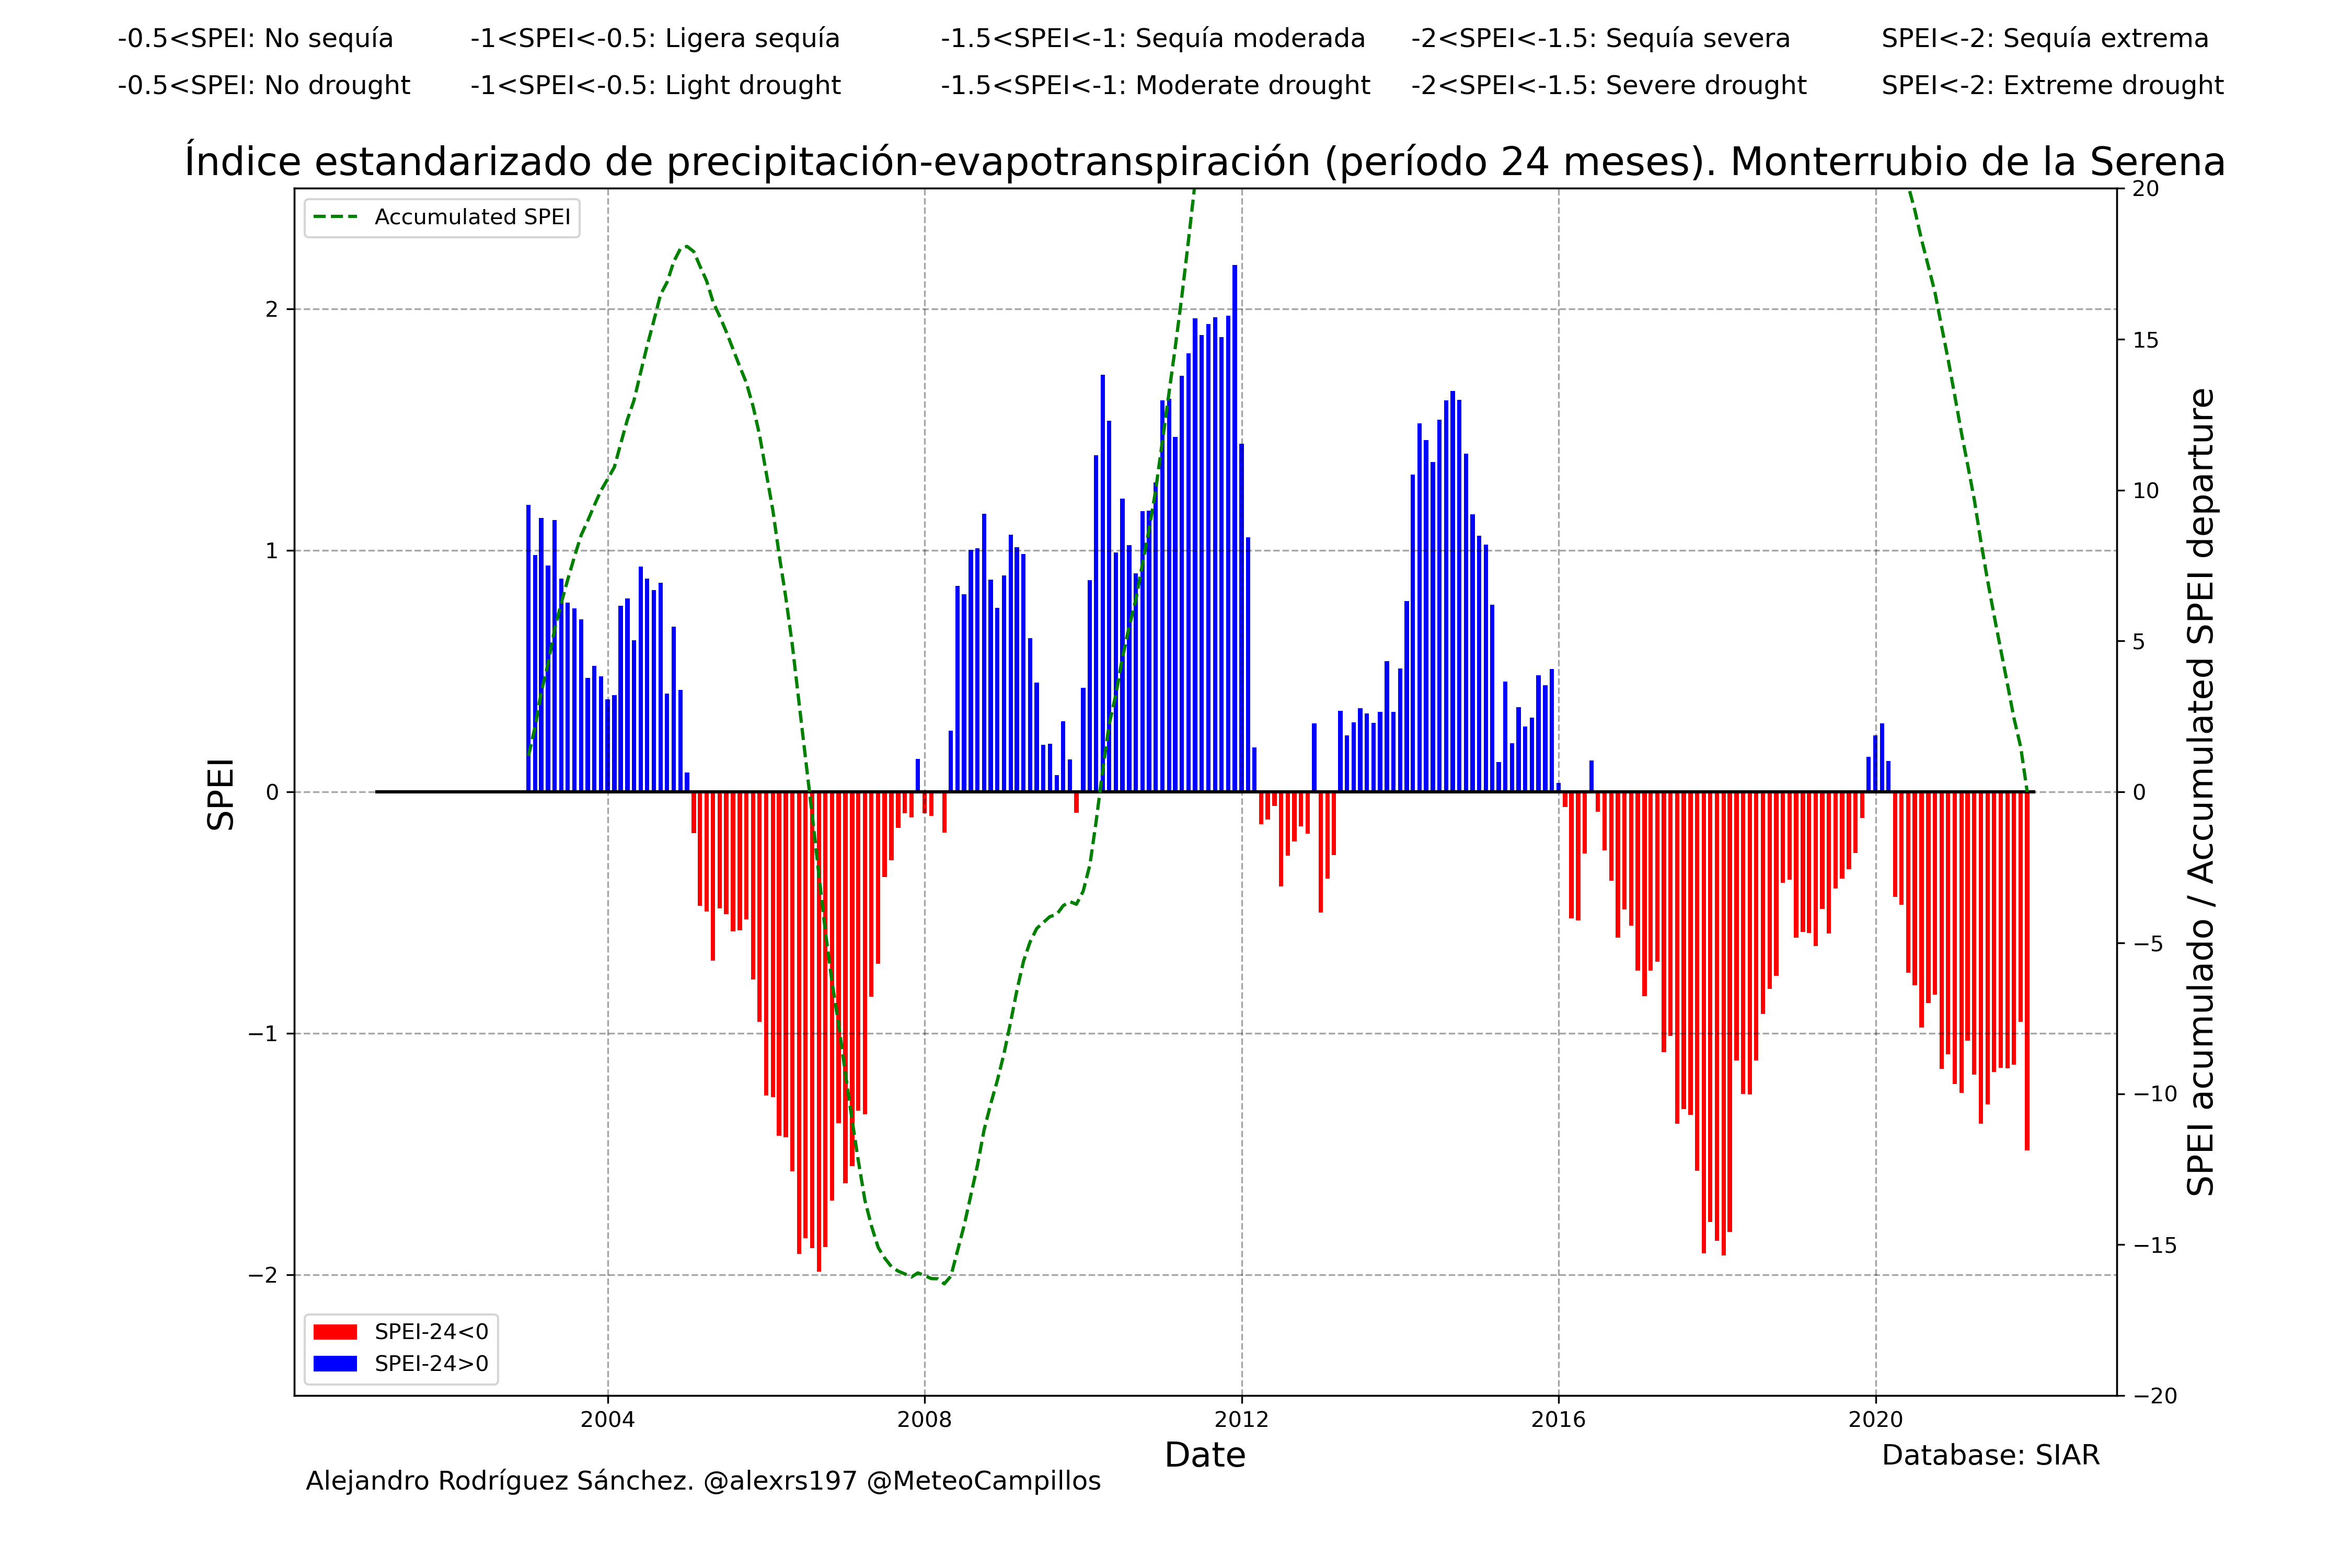 -0.5<SPEI: No sequía -1<SPEI<-0.5: Ligera sequía -1.5<SPEI<-1: Sequía moderada -2<SPEI<-1.5: Sequía severa SPEI<-2: Sequía extrema
-0.5<SPEI: No drought -1<SPEI<-0.5: Light drought -1.5<SPEI<-1: Moderate drought -2<SPEI<-1.5: Severe drought SPEI<-2: Extreme drought
Índice estandarizado de precipitación-evapotranspiración (período 24 meses). Monterrubio de la Serena
Accumulated SPEI
SPEI
2
1
0
−1
−2
20
15
10
5
0
−5
−10
−15
−20
SPEI acumulado / Accumulated SPEI departure
SPEI-24<0
SPEI-24>0
2004 2008 2012 2016 2020
Date
Database: SIAR
Alejandro Rodríguez Sánchez. @alexrs197 @MeteoCampillos